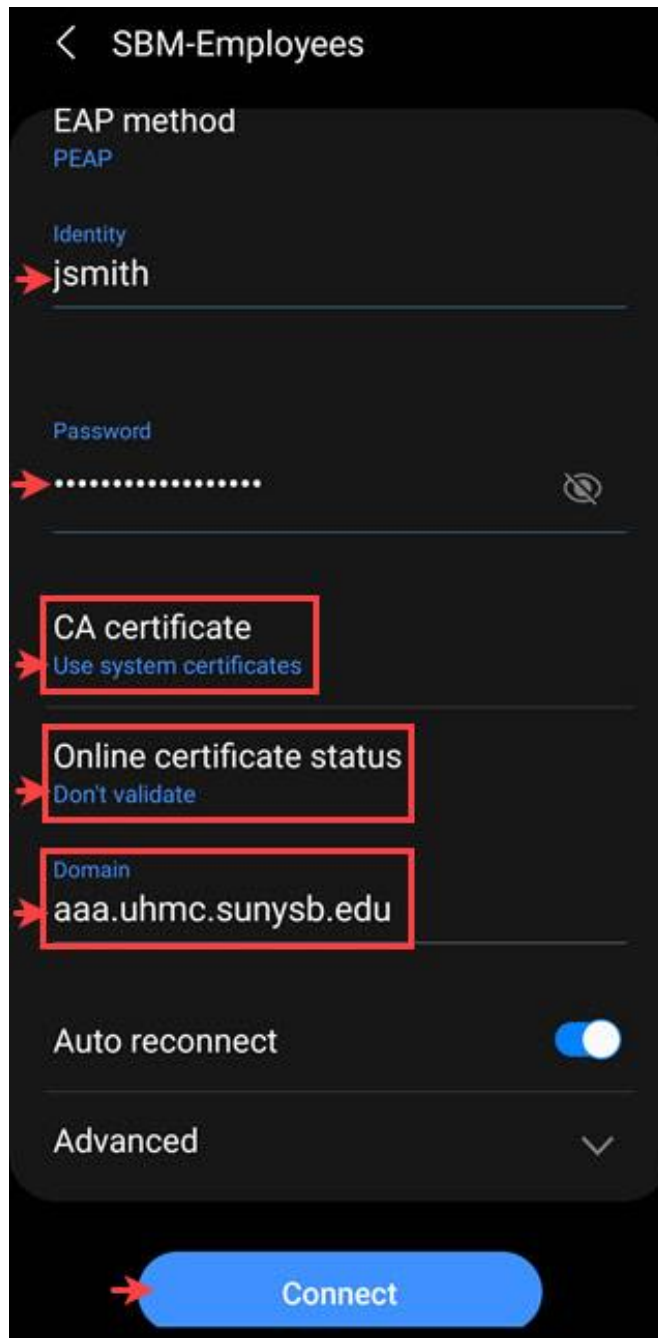 SBM-Employees
EAP method
PEAP
Identity
jsmith
Password
••••••••••••••••••
CA certificate
Use system certificates
Online certificate status
Don't validate
Domain
aaa.uhmc.sunysb.edu
Auto reconnect
Advanced
Connect